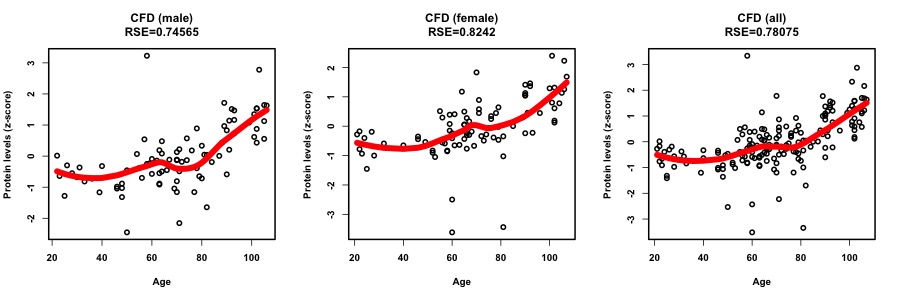 CFD (male)
RSE=0.74565
Protein levels (z-score)
3
2
1
0
-1
-2
20 40 60 80 100
Age
CFD (female)
RSE=0.8242
Protein levels (z-score)
2
1
0
-1
-2
-3
20 40 60 80 100
Age
CFD (all)
RSE=0.78075
Protein levels (z-score)
3
2
1
0
-1
-2
-3
20 40 60 80 100
Age